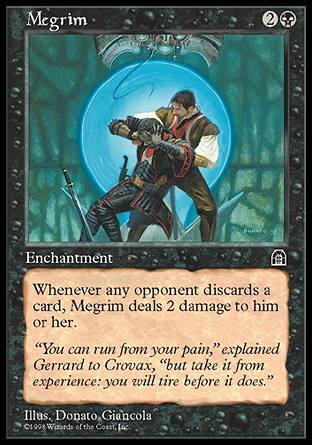 Megrim 2
Enchantment
Whenever any opponent discards a
card, Megrim deals 2 damage to him
or her.
"You can run from your pain," explained
Gerrard to Crovax, "but take it from
experience: you will tire before it does."
Illus. Donato Giancola
©1998 Wizards of the Coast, Inc.